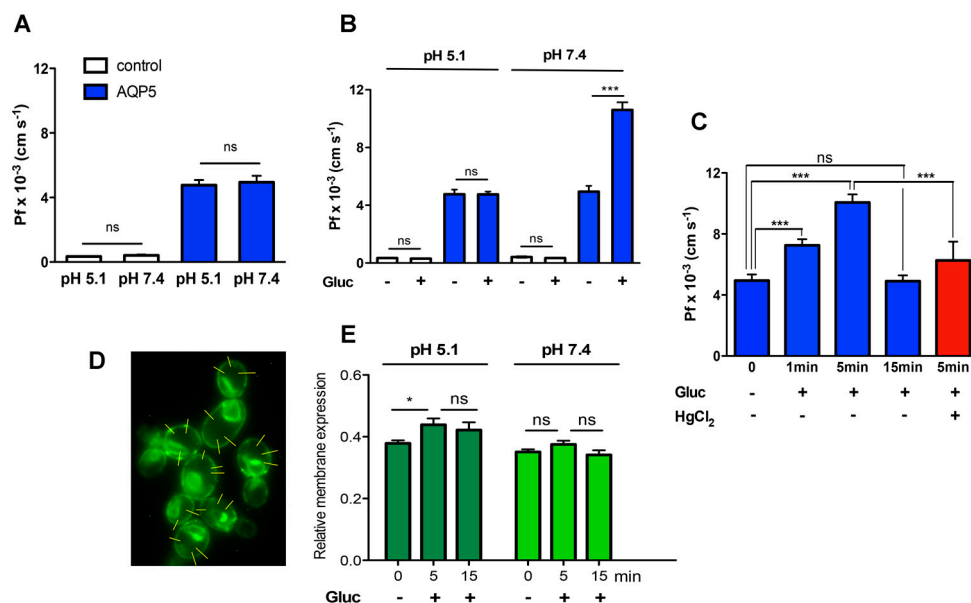 A
control
AQP5
Pf x 10⁻³ (cm s⁻¹)
12
8
4
0
ns
ns
pH 5.1 pH 7.4 pH 5.1 pH 7.4
B
pH 5.1 pH 7.4
Pf x 10⁻³ (cm s⁻¹)
12
8
4
0
ns
ns
ns
***
Gluc - + - + - + - +
C
Pf x 10⁻³ (cm s⁻¹)
12
8
4
0
ns
***
***
***
0 1min 5min 15min 5min
Gluc - + + + +
HgCl₂ - - - - +
D
E
pH 5.1 pH 7.4
Relative membrane expression
0.6
0.4
0.2
0.0
* ns ns ns
0 5 15 0 5 15 min
Gluc - + + - + +